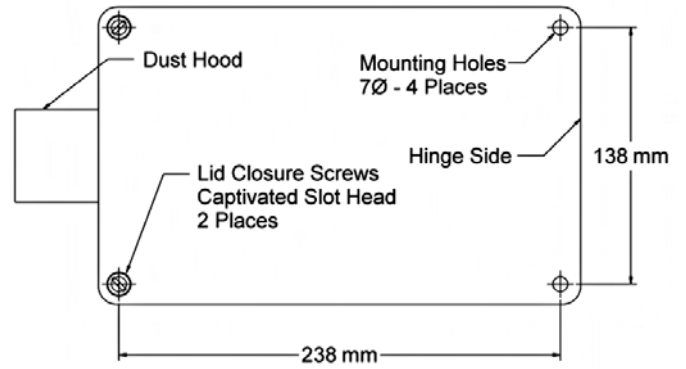 Dust Hood
Mounting Holes
7Ø - 4 Places
Hinge Side
138 mm
Lid Closure Screws
Captivated Slot Head
2 Places
238 mm